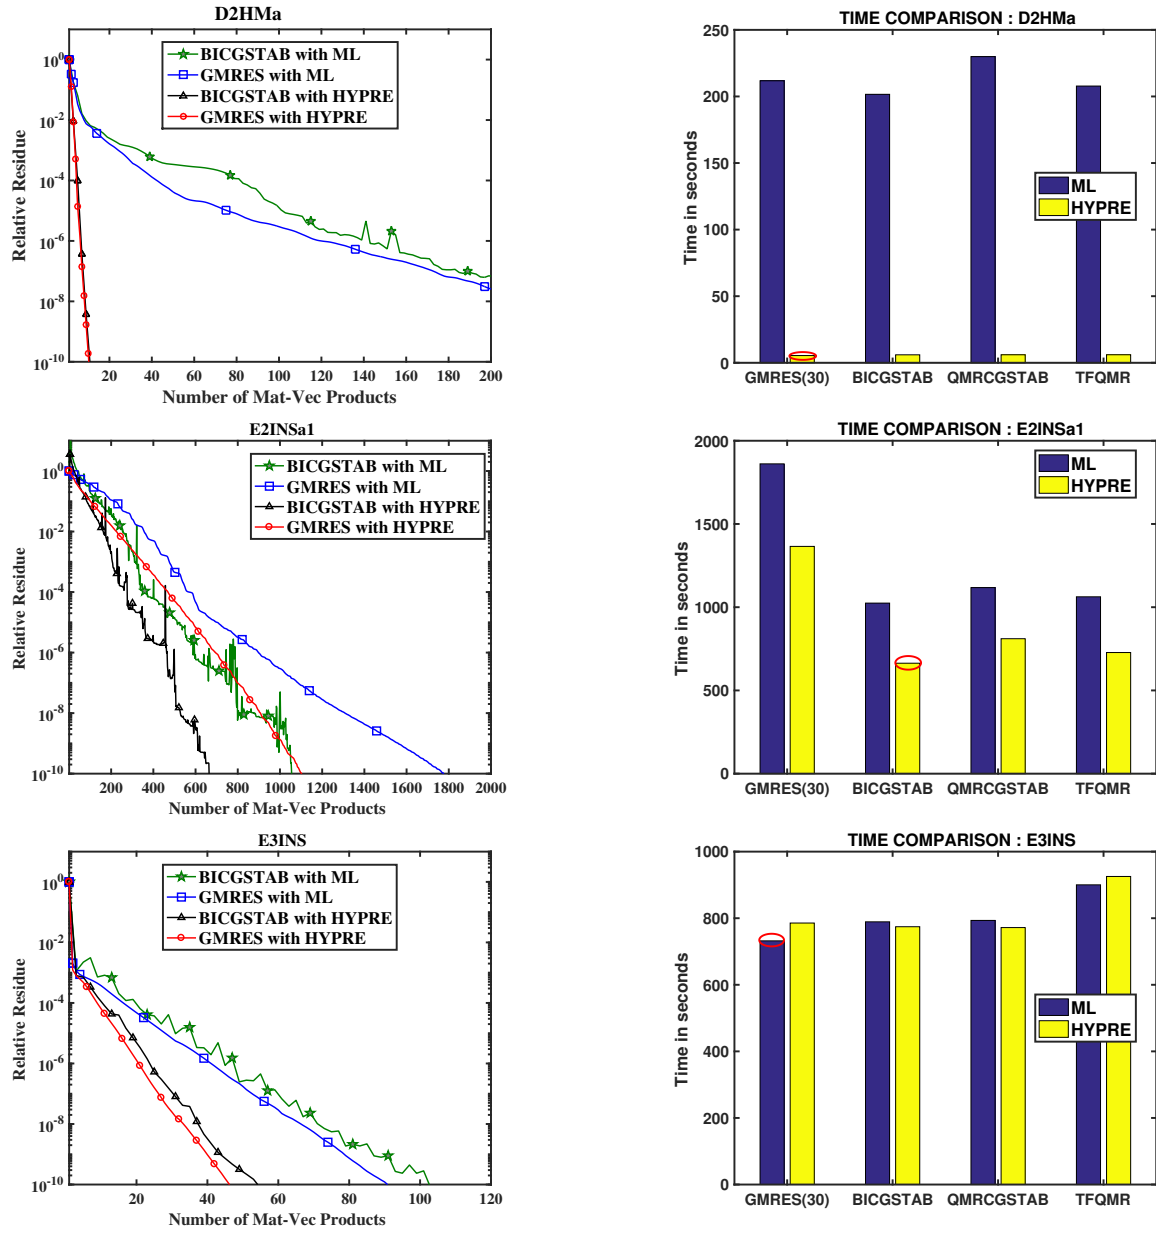 D2HMa
10^0
10^-2
10^-4
10^-6
10^-8
10^-10
Relative Residue
BICGSTAB with ML
GMRES with ML
BICGSTAB with HYPRE
GMRES with HYPRE
20 40 60 80 100 120 140 160 180 200
Number of Mat-Vec Products
TIME COMPARISON : D2HMa
250
200
150
100
50
0
Time in seconds
ML
HYPRE
GMRES(30) BICGSTAB QMRCGSTAB TFQMR
E2INSa1
10^0
10^-2
10^-4
10^-6
10^-8
10^-10
Relative Residue
BICGSTAB with ML
GMRES with ML
BICGSTAB with HYPRE
GMRES with HYPRE
200 400 600 800 1000 1200 1400 1600 1800 2000
Number of Mat-Vec Products
TIME COMPARISON : E2INSa1
2000
1500
1000
500
0
Time in seconds
ML
HYPRE
GMRES(30) BICGSTAB QMRCGSTAB TFQMR
E3INS
10^0
10^-2
10^-4
10^-6
10^-8
10^-10
Relative Residue
BICGSTAB with ML
GMRES with ML
BICGSTAB with HYPRE
GMRES with HYPRE
20 40 60 80 100 120
Number of Mat-Vec Products
TIME COMPARISON : E3INS
1000
800
600
400
200
0
Time in seconds
ML
HYPRE
GMRES(30) BICGSTAB QMRCGSTAB TFQMR